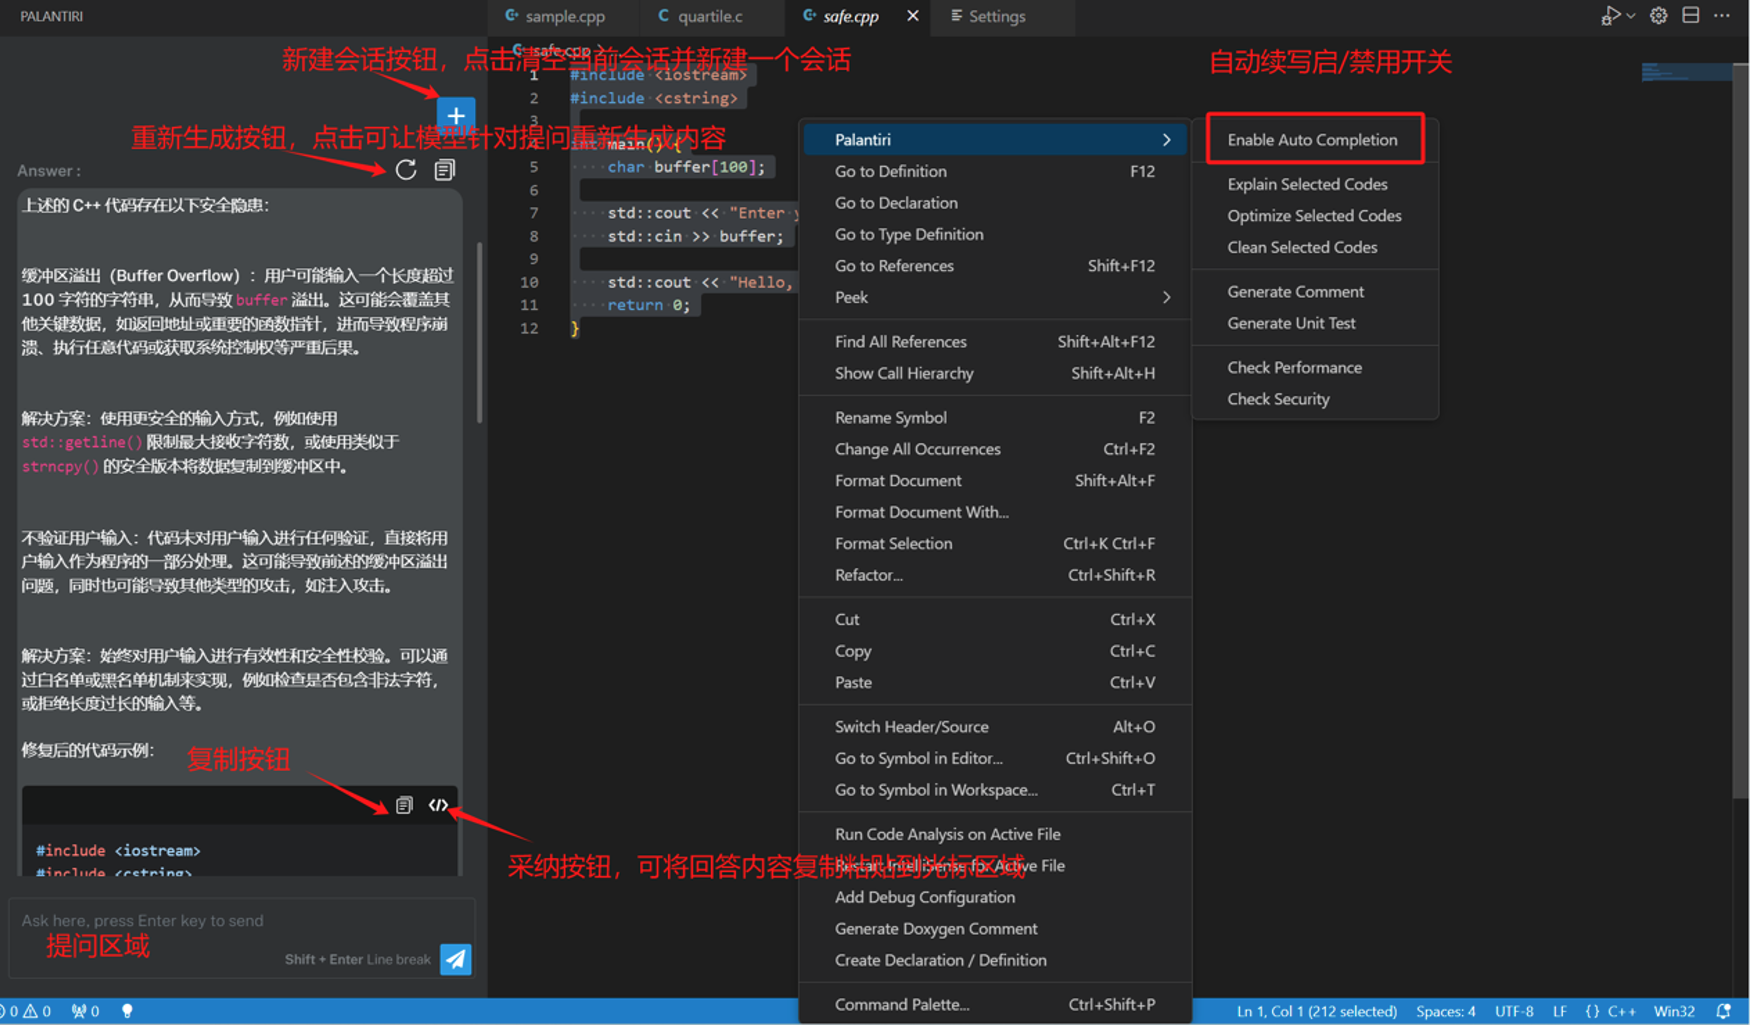 PALANTIRI
sample.cpp
quartile.c
safe.cpp
Settings
safe.cpp >
新建会话按钮，点击清空当前会话并新建一个会话
自动续写启/禁用开关
重新生成按钮，点击可让模型针对提问重新生成内容
Answer :
上述的 C++ 代码存在以下安全隐患：
缓冲区溢出（Buffer Overflow）：用户可能输入一个长度超过
100 字符的字符串，从而导致 buffer 溢出。这可能会覆盖其
他关键数据，如返回地址或重要的函数指针，进而导致程序崩
溃、执行任意代码或获取系统控制权等严重后果。
解决方案：使用更安全的输入方式，例如使用
std::getline() 限制最大接收字符数，或使用类似于
strncpy() 的安全版本将数据复制到缓冲区中。
不验证用户输入：代码未对用户输入进行任何验证，直接将用
户输入作为程序的一部分处理。这可能导致前述的缓冲区溢出
问题，同时也可能导致其他类型的攻击，如注入攻击。
解决方案：始终对用户输入进行有效性和安全性校验。可以通
过白名单或黑名单机制来实现，例如检查是否包含非法字符，
或拒绝长度过长的输入等。
修复后的代码示例：
复制按钮
</>
#include <iostream>
#include <cstring>
采纳按钮，可将回答内容复制粘贴到光标区域
Ask here, press Enter key to send
提问区域
Shift + Enter Line break
1 #include <iostream>
2 #include <cstring>
3
int main() {
5 char buffer[100];
6
7 std::cout << "Enter y
8 std::cin >> buffer;
9
10 std::cout << "Hello,
11 return 0;
12 }
Palantiri
Go to Definition F12
Go to Declaration
Go to Type Definition
Go to References Shift+F12
Peek
Find All References Shift+Alt+F12
Show Call Hierarchy Shift+Alt+H
Rename Symbol F2
Change All Occurrences Ctrl+F2
Format Document Shift+Alt+F
Format Document With...
Format Selection Ctrl+K Ctrl+F
Refactor... Ctrl+Shift+R
Cut Ctrl+X
Copy Ctrl+C
Paste Ctrl+V
Switch Header/Source Alt+O
Go to Symbol in Editor... Ctrl+Shift+O
Go to Symbol in Workspace... Ctrl+T
Run Code Analysis on Active File
Restart IntelliSense for Active File
Add Debug Configuration
Generate Doxygen Comment
Create Declaration / Definition
Command Palette... Ctrl+Shift+P
Enable Auto Completion
Explain Selected Codes
Optimize Selected Codes
Clean Selected Codes
Generate Comment
Generate Unit Test
Check Performance
Check Security
0 0 0
Ln 1, Col 1 (212 selected) Spaces: 4 UTF-8 LF {} C++ Win32